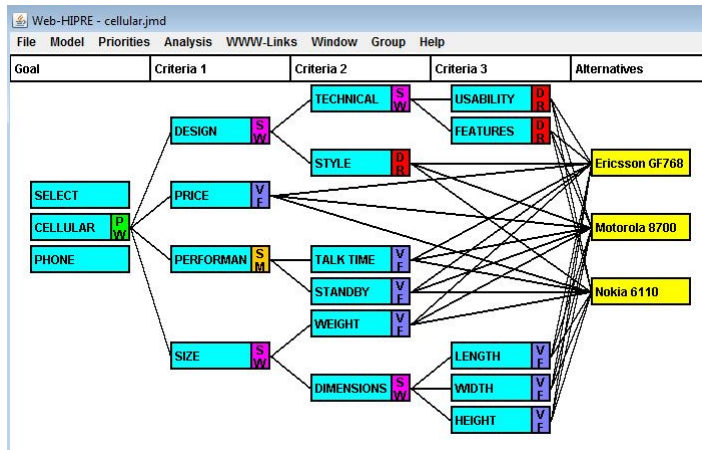 Web-HIPRE - cellular.jmd
File Model Priorities Analysis WWW-Links Window Group Help
Goal Criteria 1 Criteria 2 Criteria 3 Alternatives
TECHNICAL SW USABILITY DR
DESIGN SW FEATURES DR
STYLE DR Ericsson GF768
SELECT PRICE VF
CELLULAR PW Motorola 8700
PHONE PERFORMAN SM TALK TIME VF
STANDBY VF Nokia 6110
WEIGHT VF
SIZE SW LENGTH VF
DIMENSIONS SW WIDTH VF
HEIGHT VF